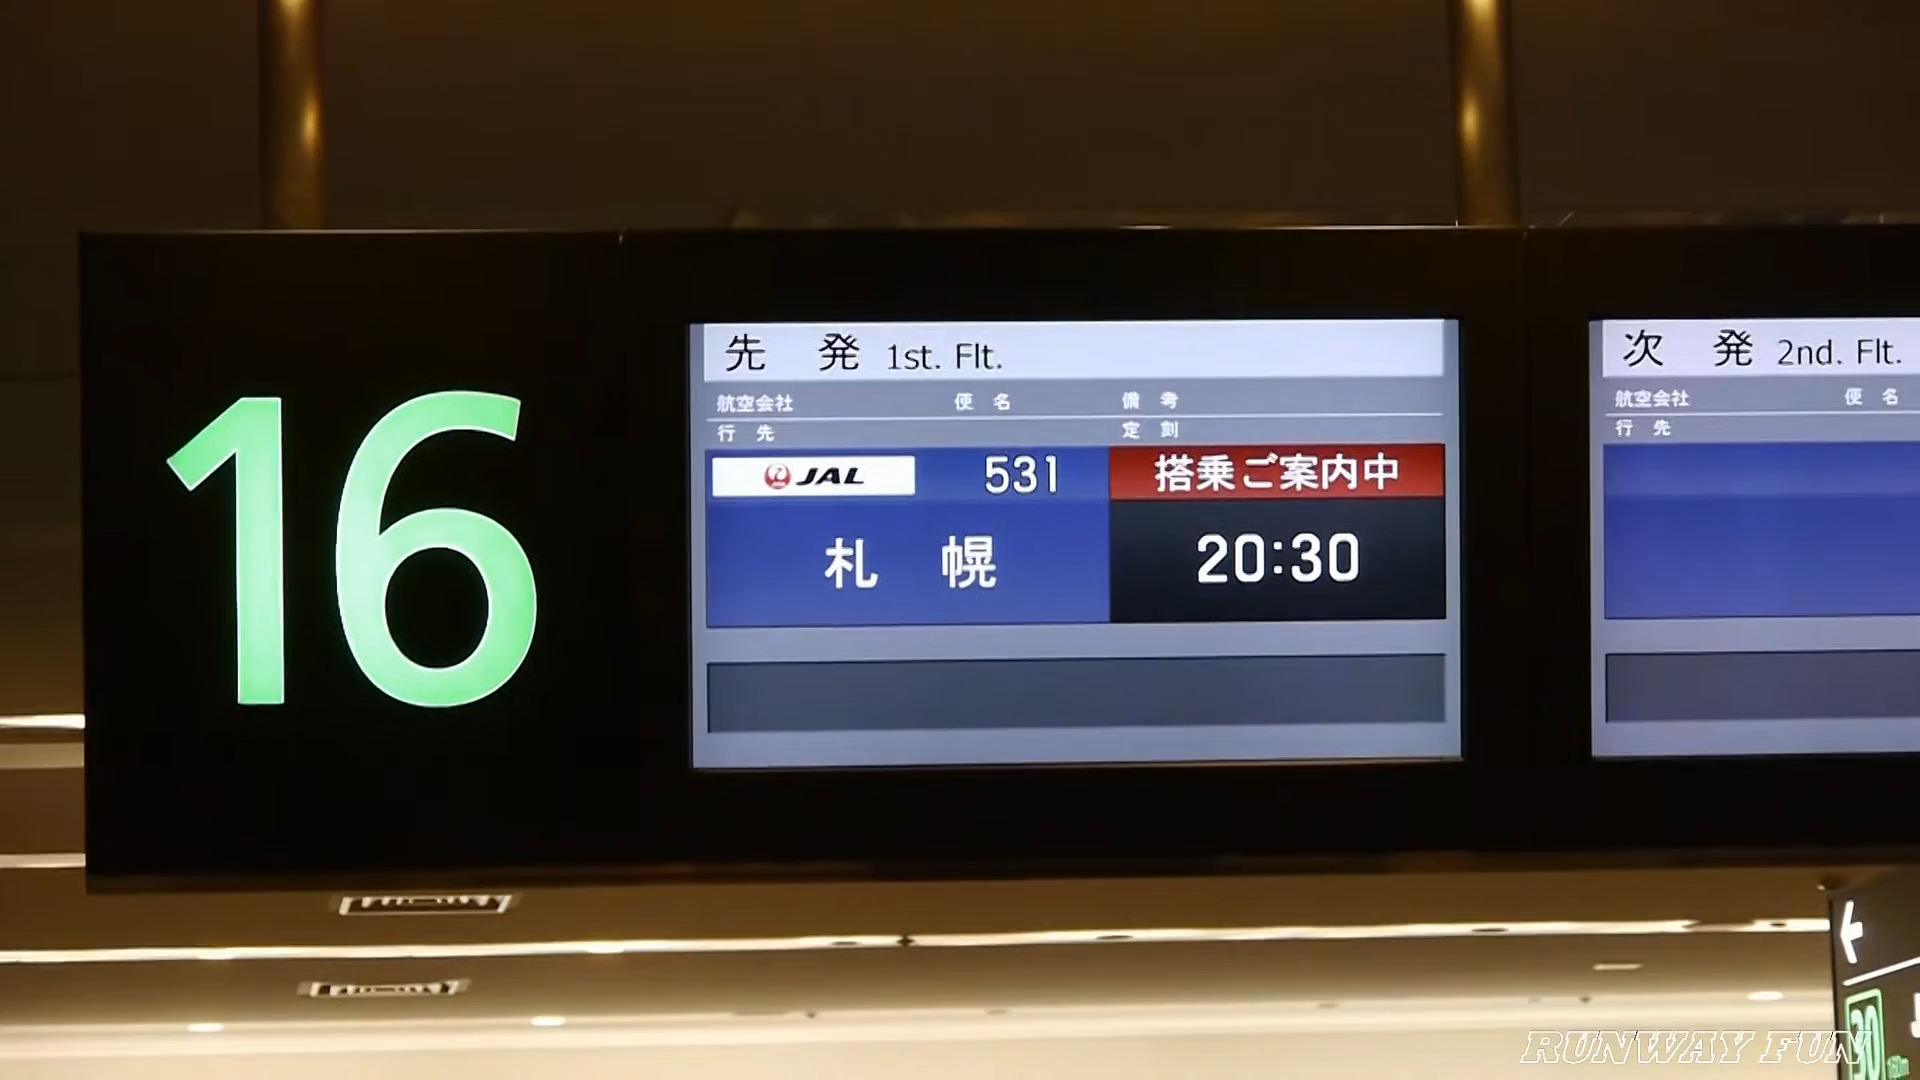 16
先 発 1st. Flt.
航空会社 便 名 備 考
行 先 定 刻
JAL 531 搭乗ご案内中
札 幌 20:30
次 発 2nd. Flt.
航空会社 便 名
行 先
30
RUNWAY FUN